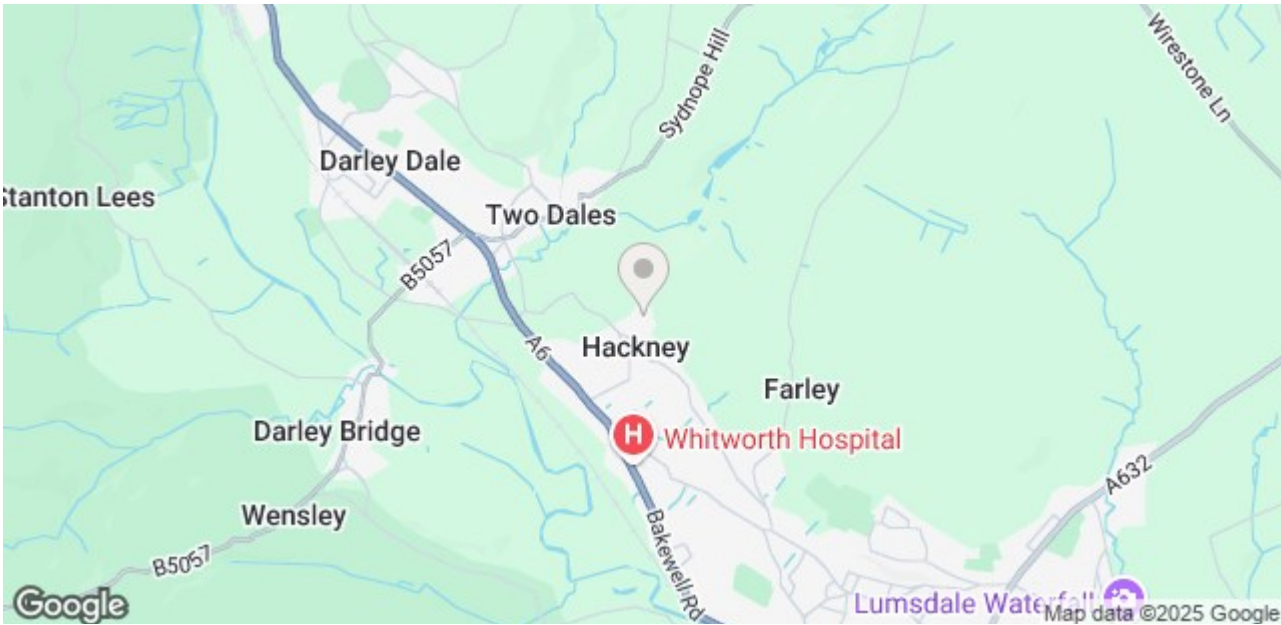 Wirestone Ln
Sydnope Hill
Darley Dale
Stanton Lees
Two Dales
B5057
A6
Hackney
Farley
Darley Bridge
H
Whitworth Hospital
A632
Wensley
B5057
Bakewell Rd
Lumsdale Waterfall
Google
Map data ©2025 Google